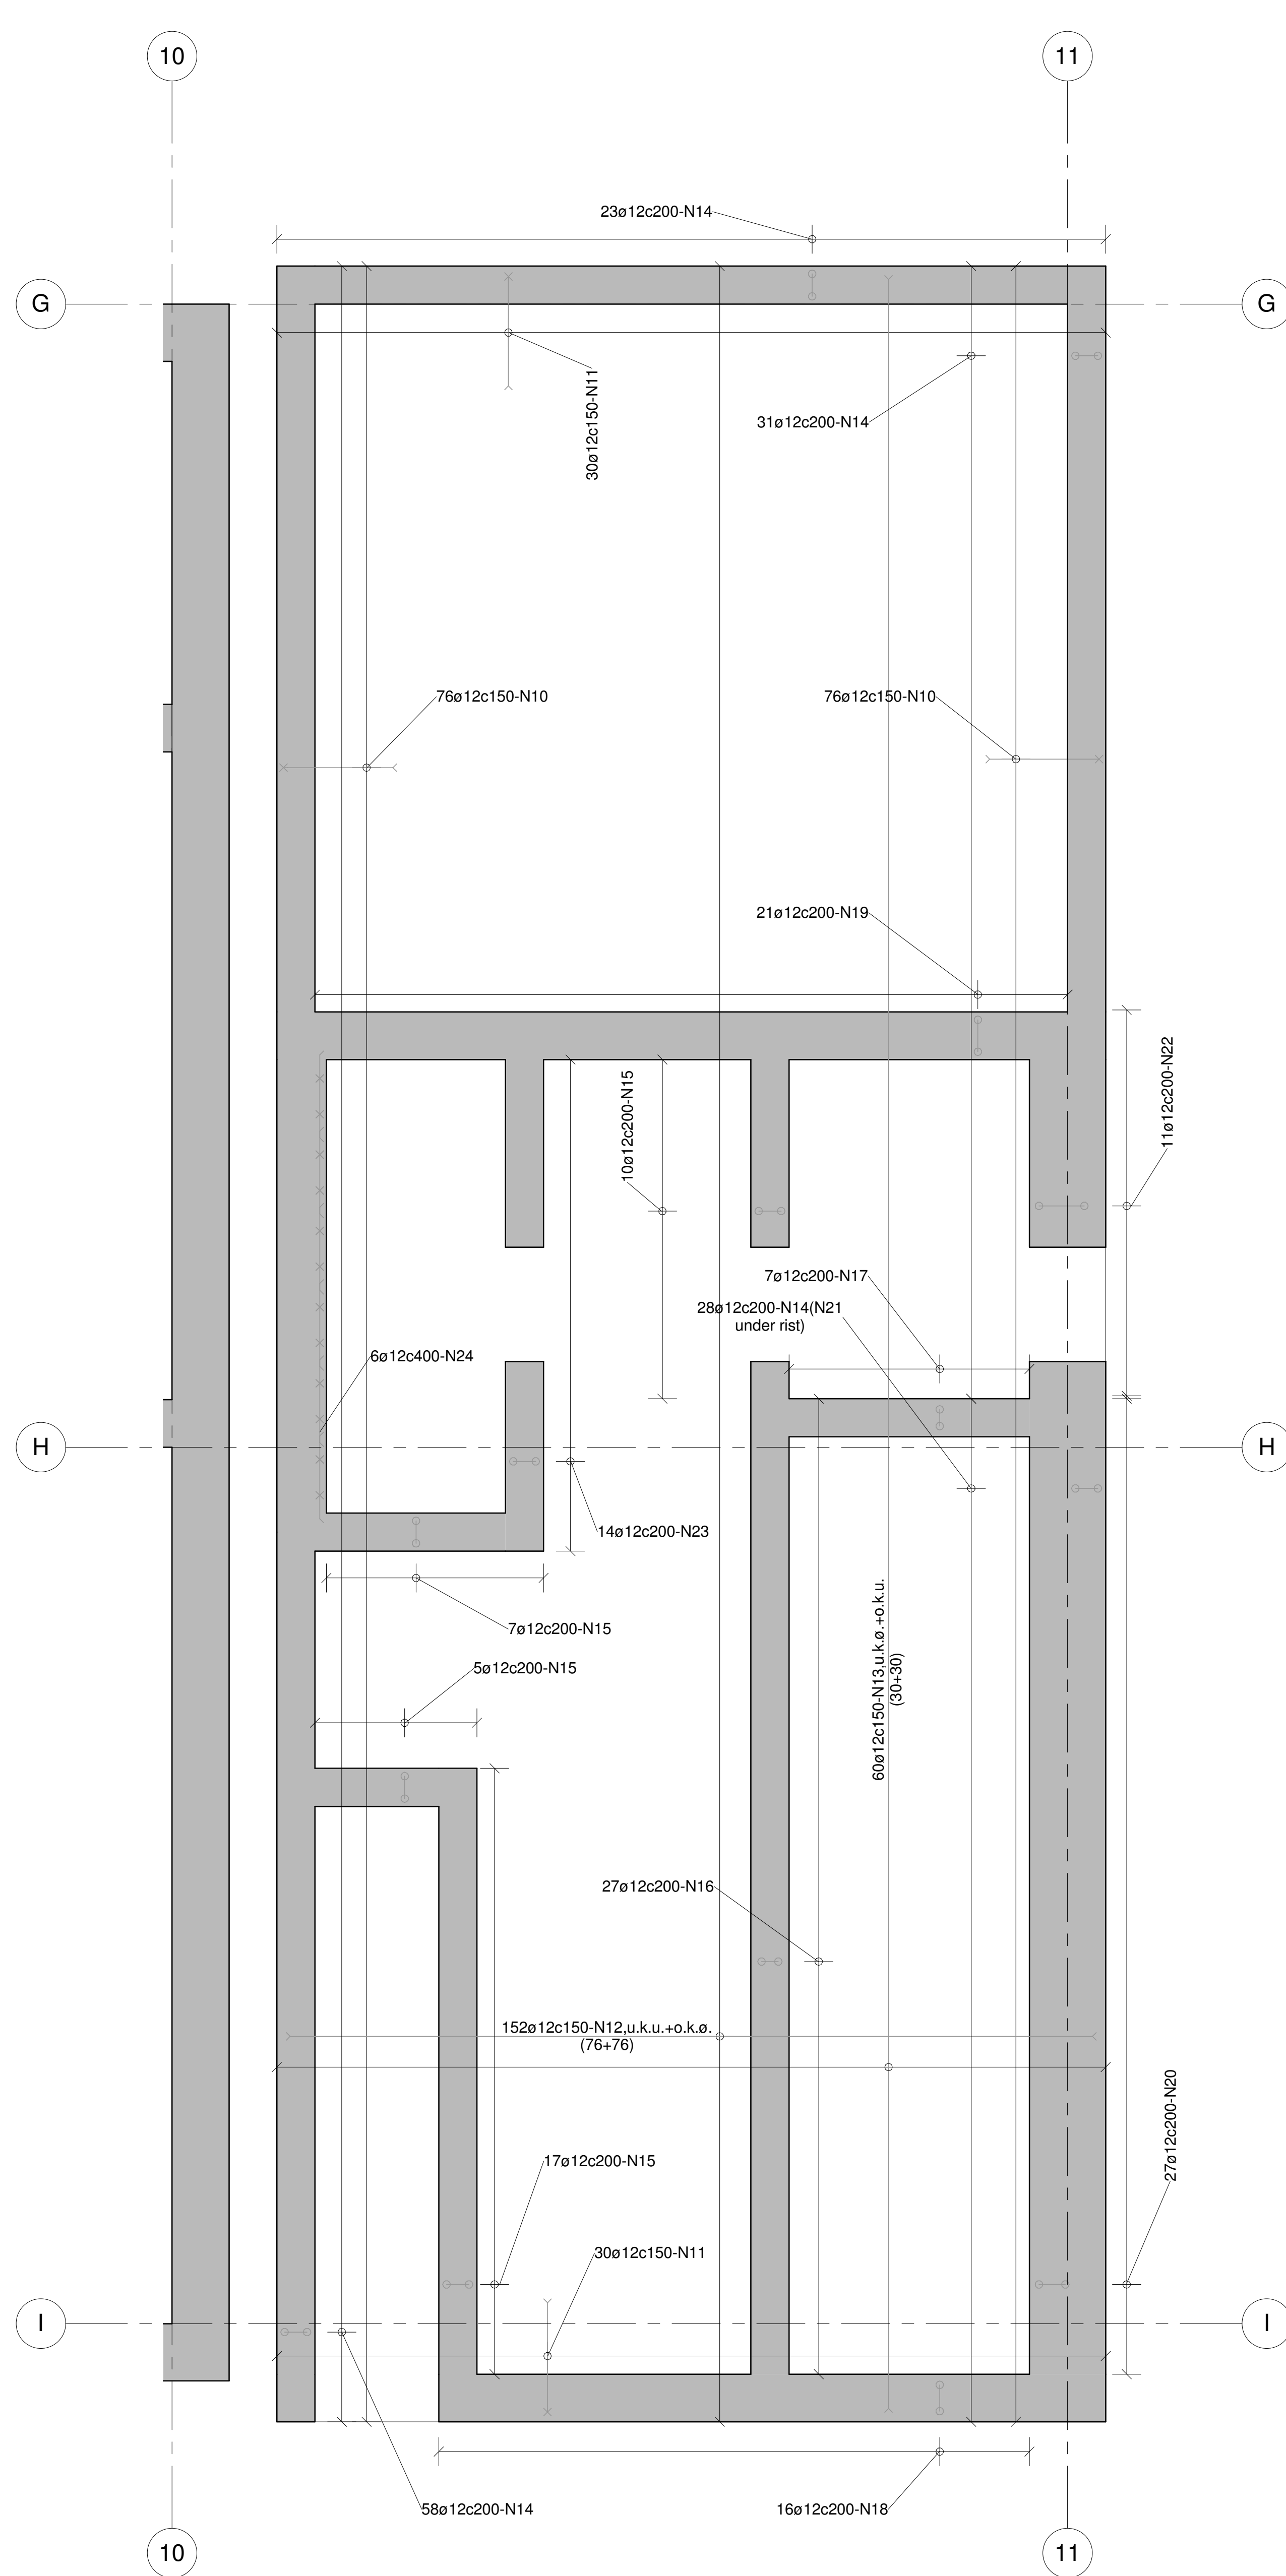 10
11
23ø12c200-N14
G
G
30ø12c150-N11
31ø12c200-N14
76ø12c150-N10
76ø12c150-N10
21ø12c200-N19
10ø12c200-N15
11ø12c200-N22
7ø12c200-N17
28ø12c200-N14(N21
under rist)
6ø12c400-N24
H
H
14ø12c200-N23
7ø12c200-N15
5ø12c200-N15
60ø12c150-N13,u.k.ø.+o.k.u.
(30+30)
27ø12c200-N16
152ø12c150-N12,u.k.u.+o.k.ø.
(76+76)
27ø12c200-N20
17ø12c200-N15
30ø12c150-N11
I
I
58ø12c200-N14
16ø12c200-N18
10
11